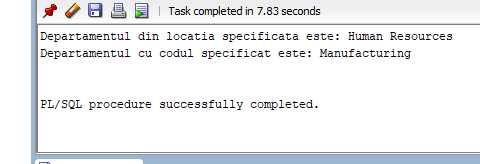 Task completed in 7.83 seconds
Departamentul din locatia specificata este: Human Resources
Departamentul cu codul specificat este: Manufacturing
PL/SQL procedure successfully completed.